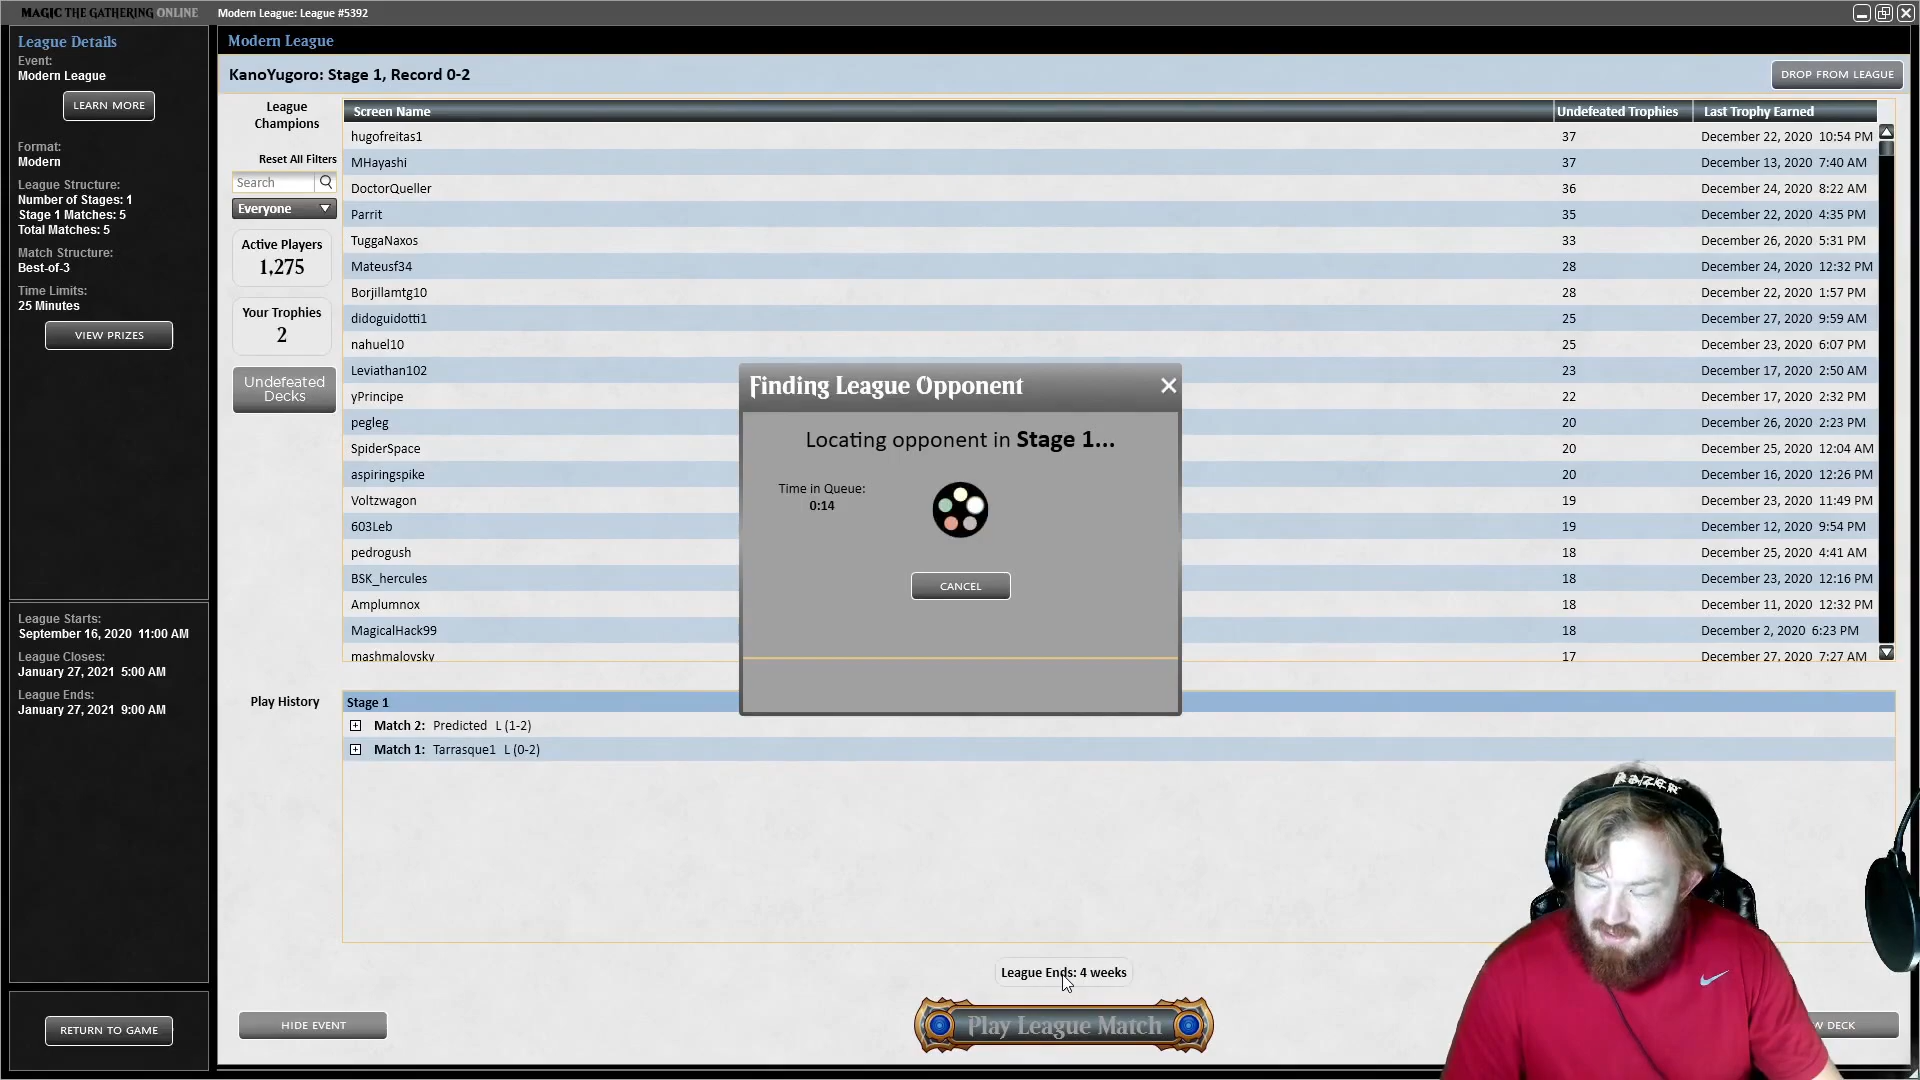 MAGIC THE GATHERING ONLINE
Modern League: League #5392
League Details
Event:
Modern League
LEARN MORE
Format:
Modern
League Structure:
Number of Stages: 1
Stage 1 Matches: 5
Total Matches: 5
Match Structure:
Best-of-3
Time Limits:
25 Minutes
VIEW PRIZES
League Starts:
September 16, 2020 11:00 AM
League Closes:
January 27, 2021 5:00 AM
League Ends:
January 27, 2021 9:00 AM
RETURN TO GAME
Modern League
KanoYugoro: Stage 1, Record 0-2
DROP FROM LEAGUE
League
Champions
Reset All Filters
Search
Everyone
Active Players
1,275
Your Trophies
2
Undefeated
Decks
Screen Name Undefeated Trophies Last Trophy Earned
hugofreitas1 37 December 22, 2020 10:54 PM
MHayashi 37 December 13, 2020 7:40 AM
DoctorQueller 36 December 24, 2020 8:22 AM
Parrit 35 December 22, 2020 4:35 PM
TuggaNaxos 33 December 26, 2020 5:31 PM
Mateusf34 28 December 24, 2020 12:32 PM
Borjillamtg10 28 December 22, 2020 1:57 PM
didoguidotti1 25 December 27, 2020 9:59 AM
nahuel10 25 December 23, 2020 6:07 PM
Leviathan102 23 December 17, 2020 2:50 AM
yPrincipe 22 December 17, 2020 2:32 PM
pegleg 20 December 26, 2020 2:23 PM
SpiderSpace 20 December 25, 2020 12:04 AM
aspiringspike 20 December 16, 2020 12:26 PM
Voltzwagon 19 December 23, 2020 11:49 PM
603Leb 19 December 12, 2020 9:54 PM
pedrogush 18 December 25, 2020 4:41 AM
BSK_hercules 18 December 23, 2020 12:16 PM
Amplumnox 18 December 11, 2020 12:32 PM
MagicalHack99 18 December 2, 2020 6:23 PM
mashmalovsky 17 December 27, 2020 7:27 AM
Finding League Opponent
Locating opponent in Stage 1...
Time in Queue:
0:14
CANCEL
Play History
Stage 1
Match 2: Predicted L (1-2)
Match 1: Tarrasque1 L (0-2)
League Ends: 4 weeks
HIDE EVENT
Play League Match
W DECK
RAZER